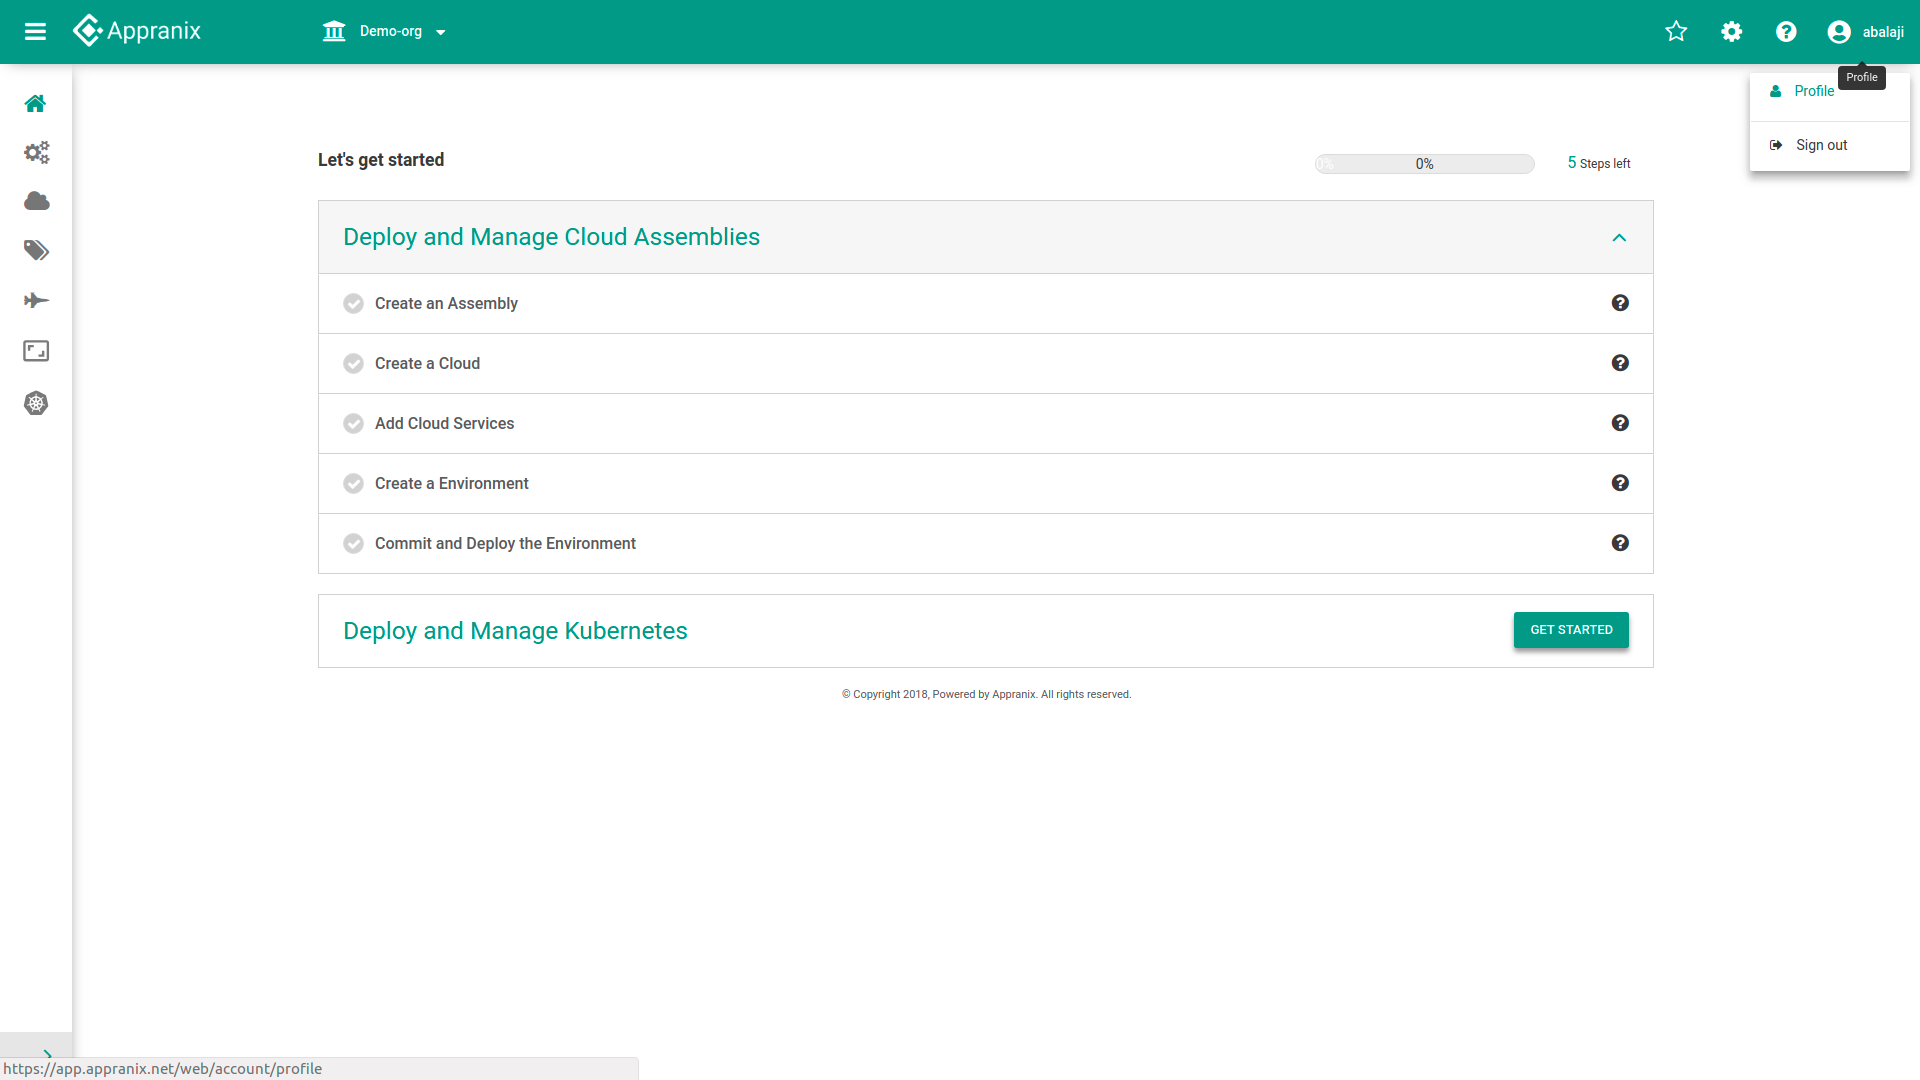 Appranix
Demo-org
abalaji
Profile
Profile
Sign out
Let's get started
0% 0%
5 Steps left
Deploy and Manage Cloud Assemblies
Create an Assembly
Create a Cloud
Add Cloud Services
Create a Environment
Commit and Deploy the Environment
Deploy and Manage Kubernetes
GET STARTED
© Copyright 2018, Powered by Appranix. All rights reserved.
https://app.appranix.net/web/account/profile